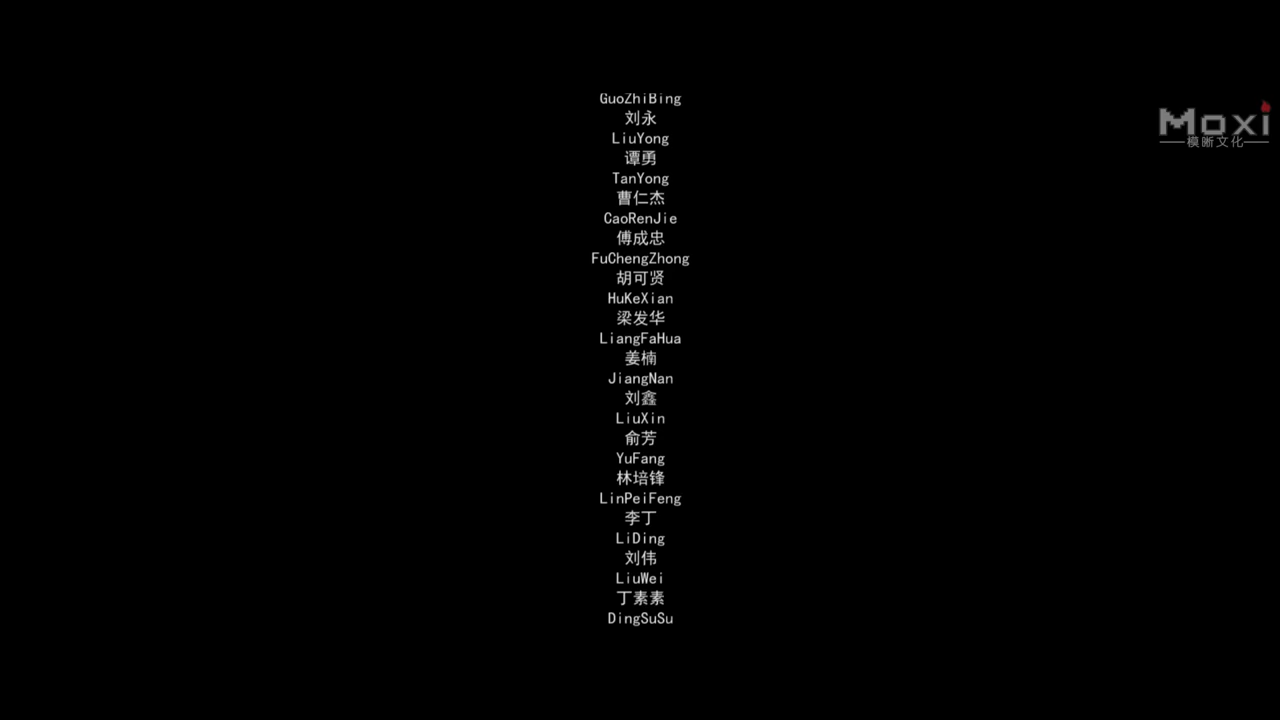 GuoZhiBing
刘永
LiuYong
谭勇
TanYong
曹仁杰
CaoRenJie
傅成忠
FuChengZhong
胡可贤
HuKeXian
梁发华
LiangFaHua
姜楠
JiangNan
刘鑫
LiuXin
俞芳
YuFang
林培锋
LinPeiFeng
李丁
LiDing
刘伟
LiuWei
丁素素
DingSuSu
Moxi
模晰文化